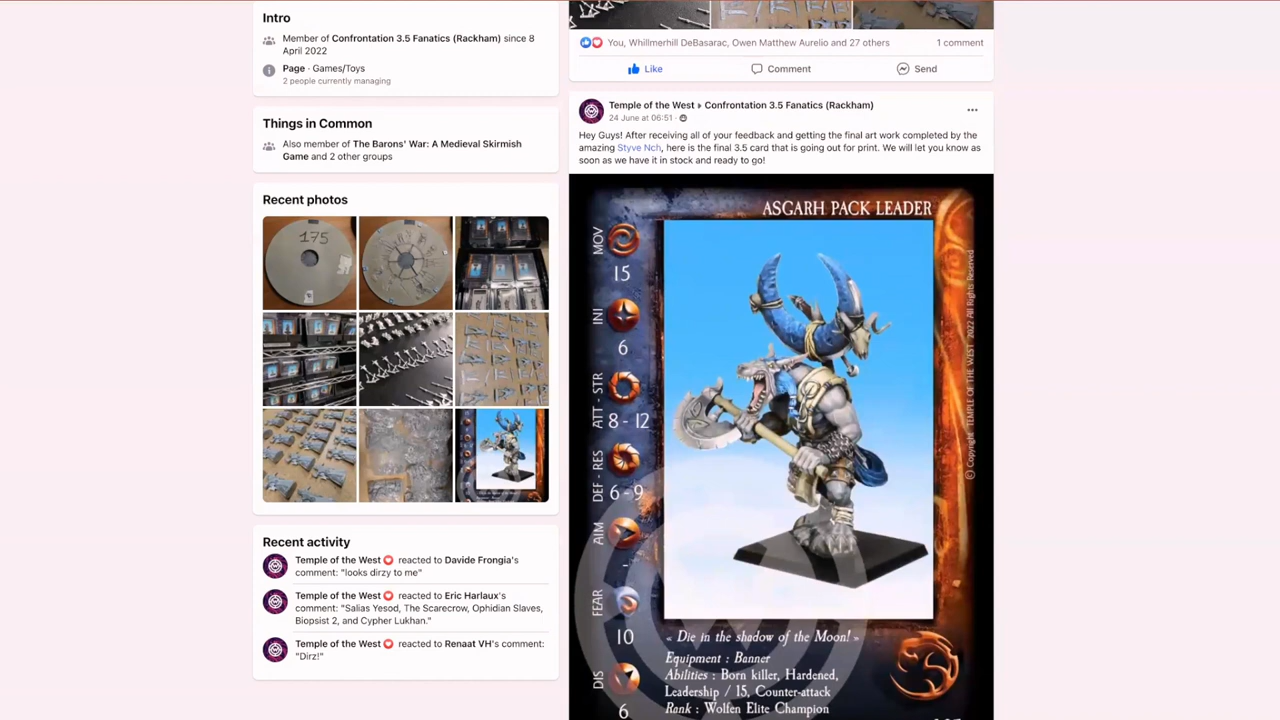 Intro
Member of Confrontation 3.5 Fanatics (Rackham) since 8
April 2022
Page · Games/Toys
2 people currently managing
Things in Common
Also member of The Barons' War: A Medieval Skirmish
Game and 2 other groups
Recent photos
175
Recent activity
Temple of the West reacted to Davide Frongia's
comment: "looks dirzy to me"
Temple of the West reacted to Eric Harlaux's
comment: "Salias Yesod, The Scarecrow, Ophidian Slaves,
Biopsist 2, and Cypher Lukhan."
Temple of the West reacted to Renaat VH's comment:
"Dirz!"
You, Whillmerhill DeBasarac, Owen Matthew Aurelio and 27 others
1 comment
Like
Comment
Send
Temple of the West ▸ Confrontation 3.5 Fanatics (Rackham)
24 June at 06:51 ·
Hey Guys! After receiving all of your feedback and getting the final art work completed by the
amazing Styve Nch, here is the final 3.5 card that is going out for print. We will let you know as
soon as we have it in stock and ready to go!
ASGARH PACK LEADER
MOV
15
INI
6
ATT - STR
8 - 12
DEF - RES
6 - 9
AIM
-
FEAR
10
DIS
6
© Copyright TEMPLE OF THE WEST 2022 All Rights Reserved
« Die in the shadow of the Moon! »
Equipment : Banner
Abilities : Born killer, Hardened,
Leadership / 15, Counter-attack
Rank : Wolfen Elite Champion